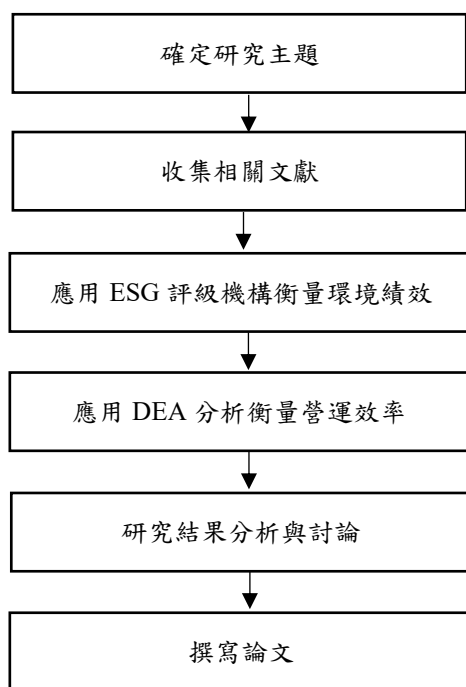 確定研究主題
收集相關文獻
應用 ESG 評級機構衡量環境績效
應用 DEA 分析衡量營運效率
研究結果分析與討論
撰寫論文